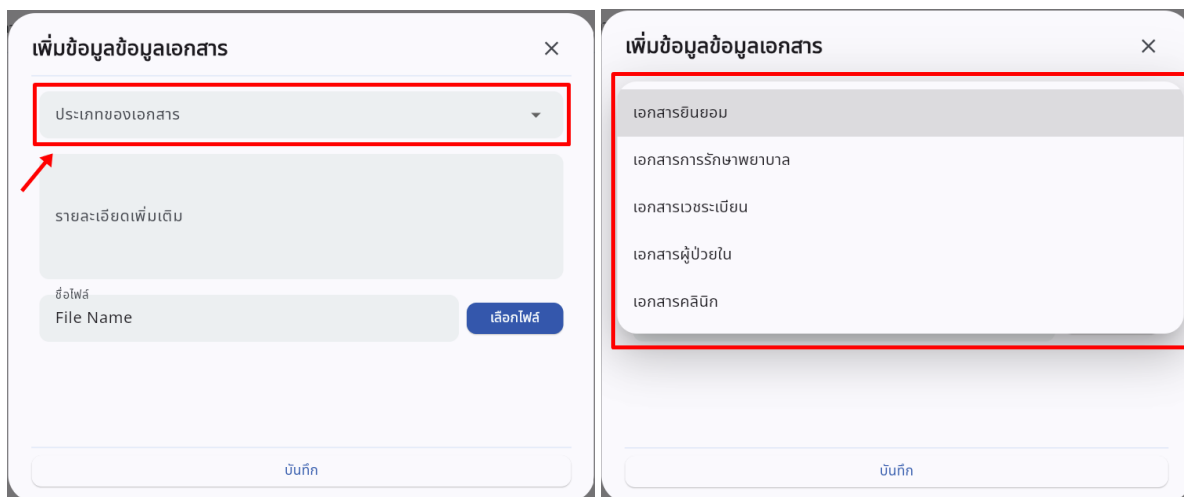 เพิ่มข้อมูลข้อมูลเอกสาร
ประเภทของเอกสาร
รายละเอียดเพิ่มเติม
ชื่อไฟล์
File Name
เลือกไฟล์
บันทึก
เพิ่มข้อมูลข้อมูลเอกสาร
เอกสารยินยอม
เอกสารการรักษาพยาบาล
เอกสารเวชระเบียน
เอกสารผู้ป่วยใน
เอกสารคลินิก
บันทึก